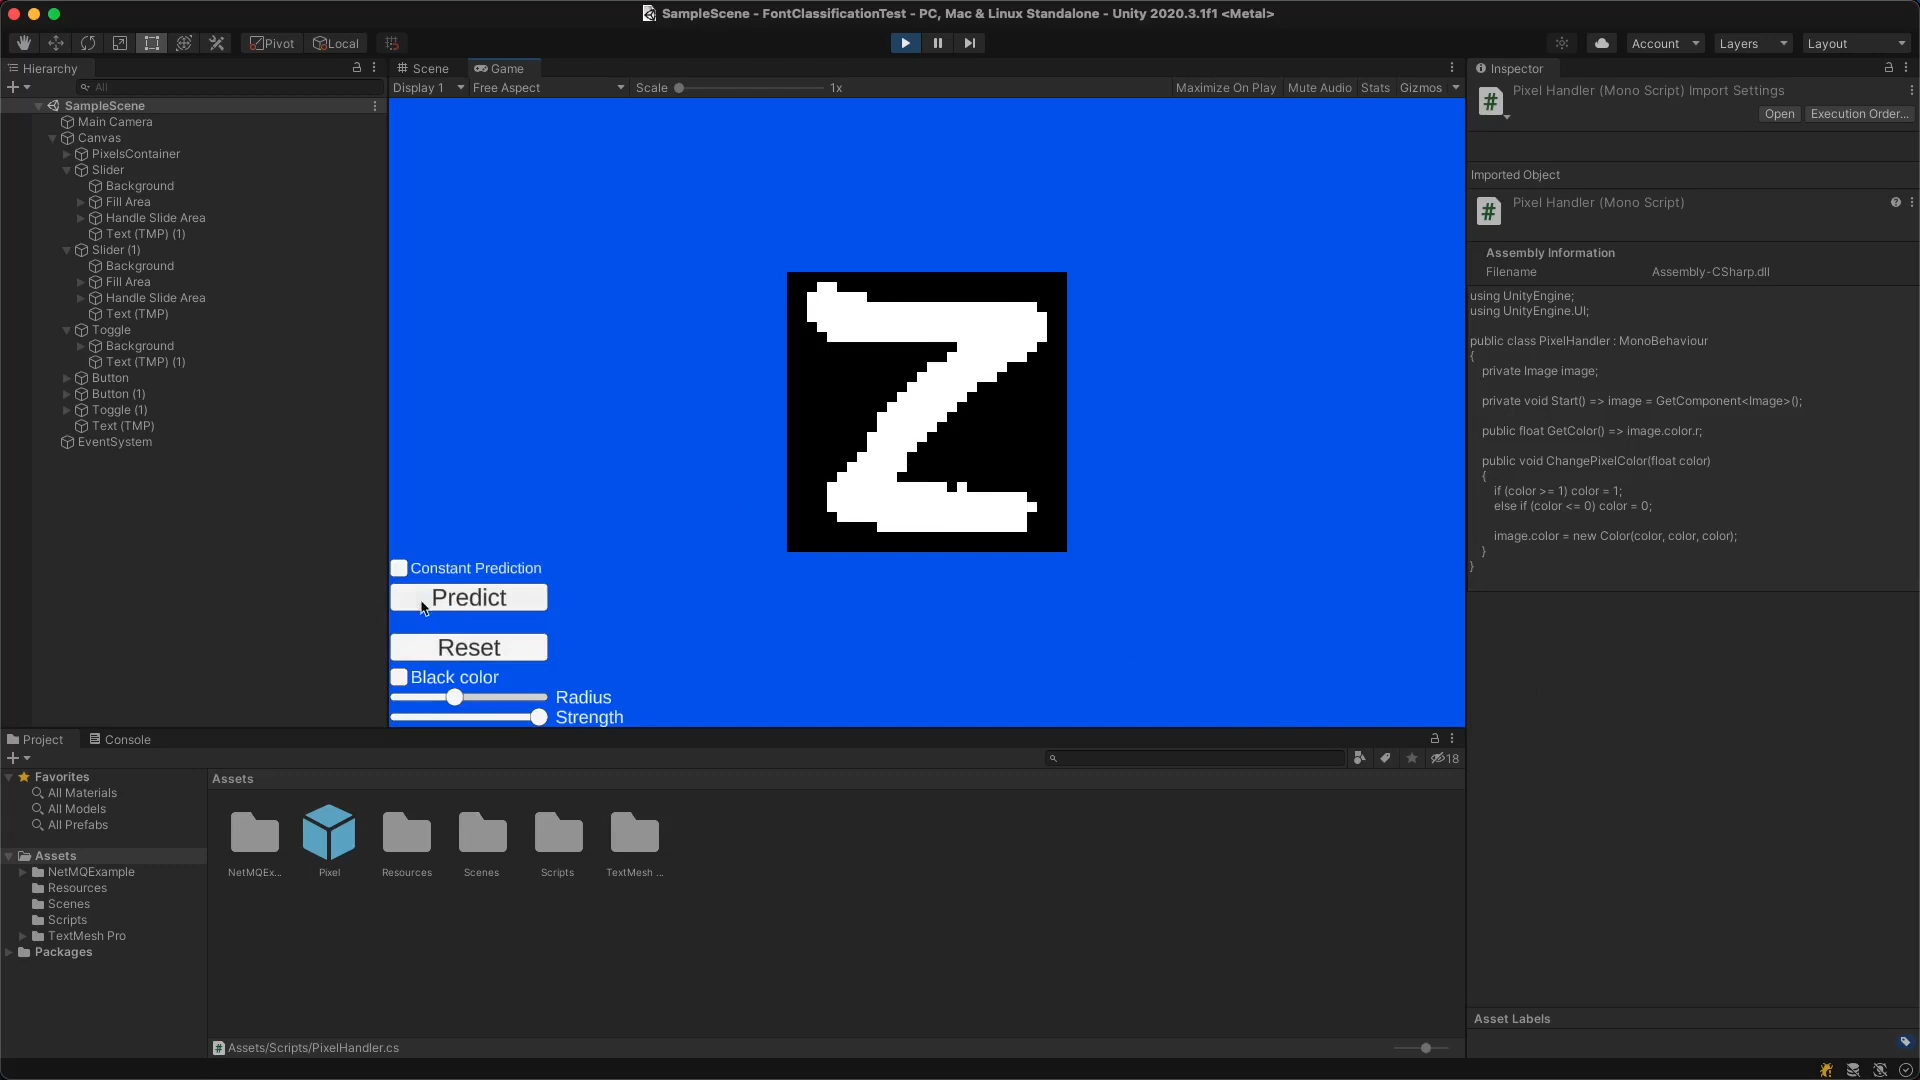 SampleScene - FontClassificationTest - PC, Mac & Linux Standalone - Unity 2020.3.1f1 <Metal>
Pivot Local
Account Layers Layout
Hierarchy
All
SampleScene
Main Camera
Canvas
PixelsContainer
Slider
Background
Fill Area
Handle Slide Area
Text (TMP) (1)
Slider (1)
Background
Fill Area
Handle Slide Area
Text (TMP)
Toggle
Background
Text (TMP) (1)
Button
Button (1)
Toggle (1)
Text (TMP)
EventSystem
Scene Game
Display 1 Free Aspect Scale 1x Maximize On Play Mute Audio Stats Gizmos
Z
Constant Prediction
Predict
Reset
Black color
Radius
Strength
Inspector
Pixel Handler (Mono Script) Import Settings
Open Execution Order...
Imported Object
Pixel Handler (Mono Script)
Assembly Information
Filename Assembly-CSharp.dll
using UnityEngine;
using UnityEngine.UI;
public class PixelHandler : MonoBehaviour
{
private Image image;
private void Start() => image = GetComponent<Image>();
public float GetColor() => image.color.r;
public void ChangePixelColor(float color)
{
if (color >= 1) color = 1;
else if (color <= 0) color = 0;
image.color = new Color(color, color, color);
}
}
Asset Labels
Project Console
18
Favorites
All Materials
All Models
All Prefabs
Assets
NetMQExample
Resources
Scenes
Scripts
TextMesh Pro
Packages
Assets
NetMQEx... Pixel Resources Scenes Scripts TextMesh ...
Assets/Scripts/PixelHandler.cs